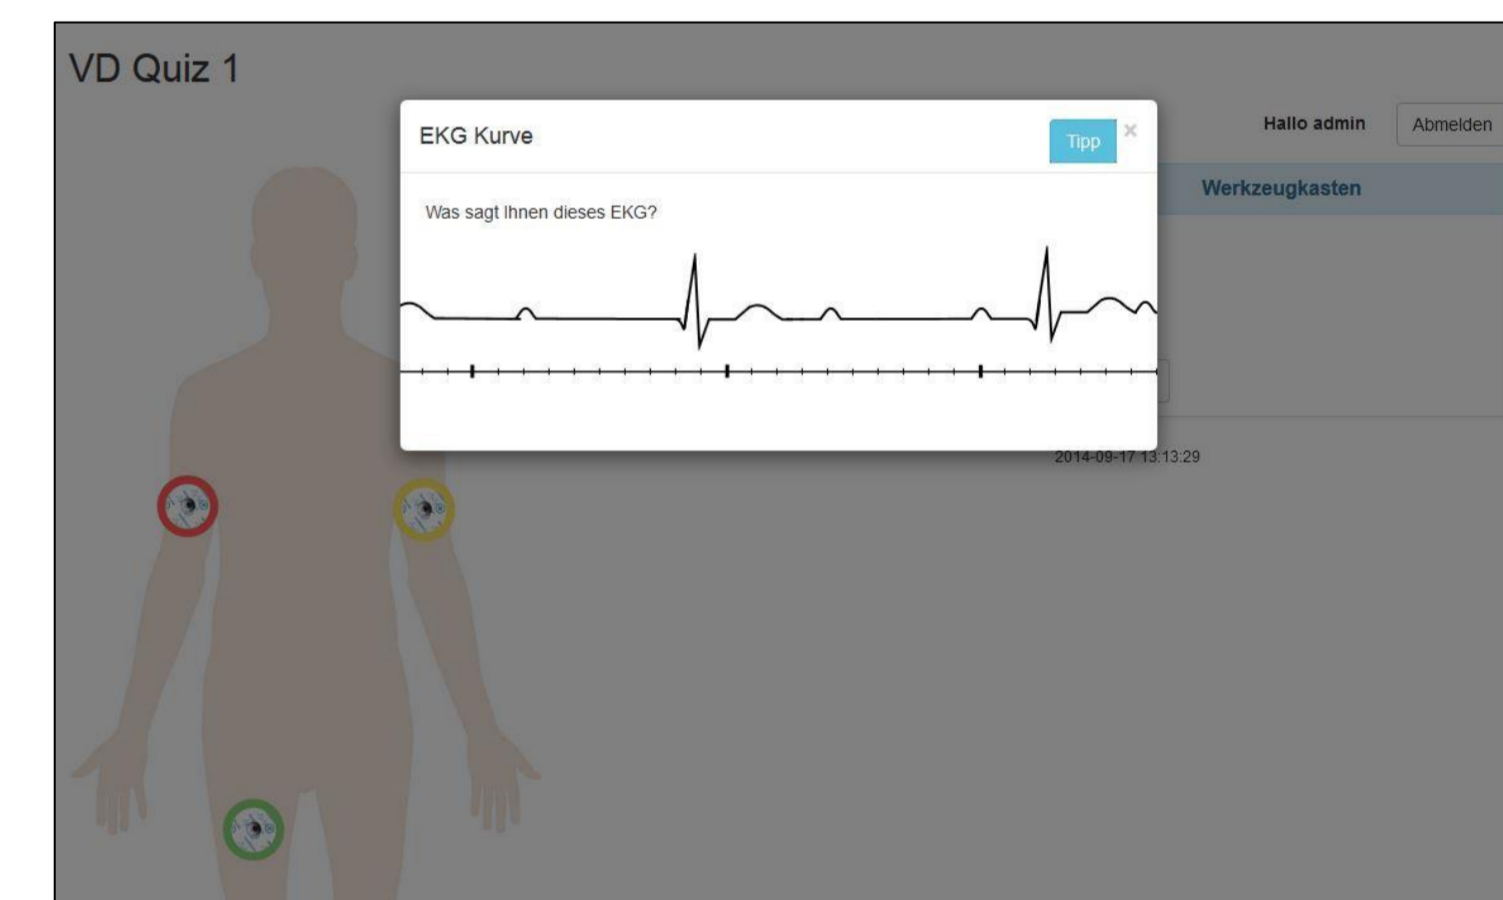 VD Quiz 1
EKG Kurve
Tipp
×
Hallo admin
Abmelden
Werkzeugkasten
Was sagt Ihnen dieses EKG?
2014-09-17 13:13:29